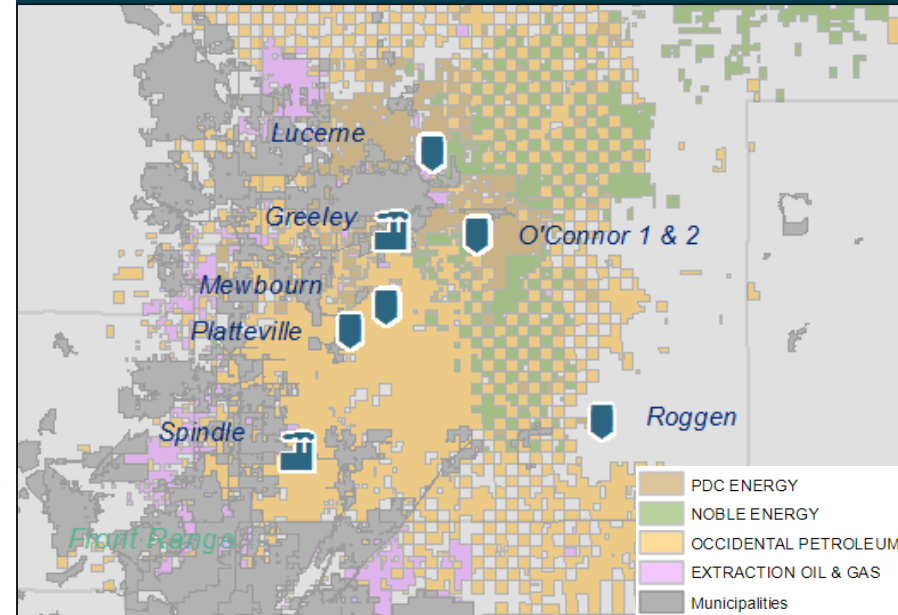 Lucerne
Greeley
O'Connor 1 & 2
Mewbourn
Platteville
Roggen
Spindle
Front Range
PDC ENERGY
NOBLE ENERGY
OCCIDENTAL PETROLEUM
EXTRACTION OIL & GAS
Municipalities